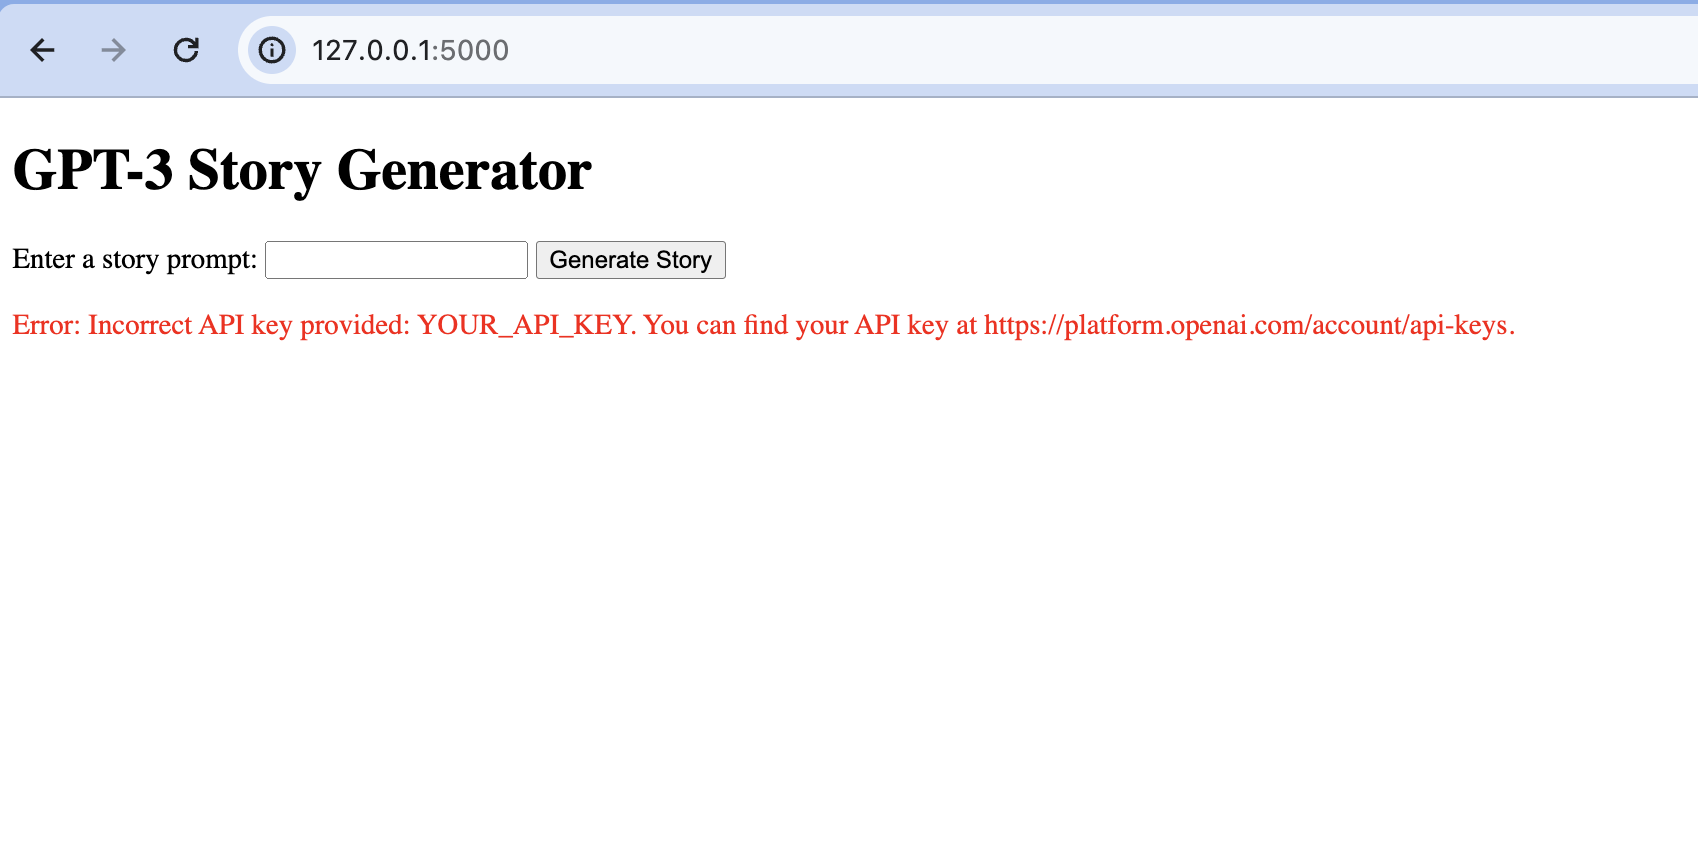 127.0.0.1:5000
GPT-3 Story Generator
Enter a story prompt: Generate Story
Error: Incorrect API key provided: YOUR_API_KEY. You can find your API key at https://platform.openai.com/account/api-keys.